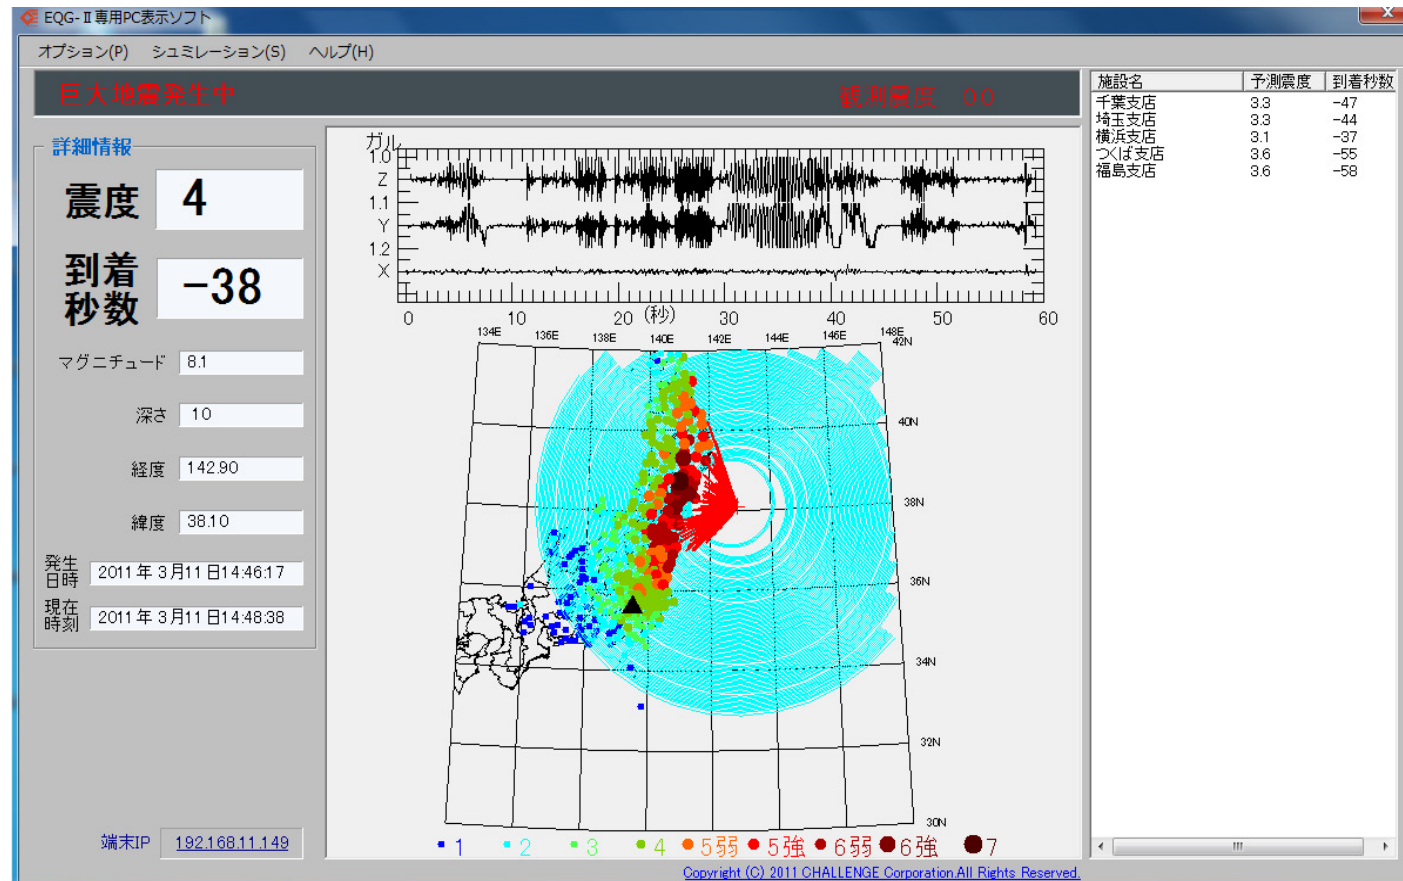 EQG-Ⅱ専用PC表示ソフト
オプション(P) シュミレーション(S) ヘルプ(H)
巨大地震発生中 観測震度 0.0
詳細情報
震度 4
到着秒数 -38
マグニチュード 8.1
深さ 10
経度 142.90
緯度 38.10
発生日時 2011年 3月11日14:46:17
現在時刻 2011年 3月11日14:48:38
端末IP 192.168.11.149
ガル
1.0
Z
1.1
Y
1.2
X
0 10 20 (秒) 30 40 50 60
134E 136E 138E 140E 142E 144E 146E 148E
42N
40N
38N
36N
34N
32N
30N
1 2 3 4 5弱 5強 6弱 6強 7
Copyright (C) 2011 CHALLENGE Corporation.All Rights Reserved.
施設名 予測震度 到着秒数
千葉支店 3.3 -47
埼玉支店 3.3 -44
横浜支店 3.1 -37
つくば支店 3.6 -55
福島支店 3.6 -58